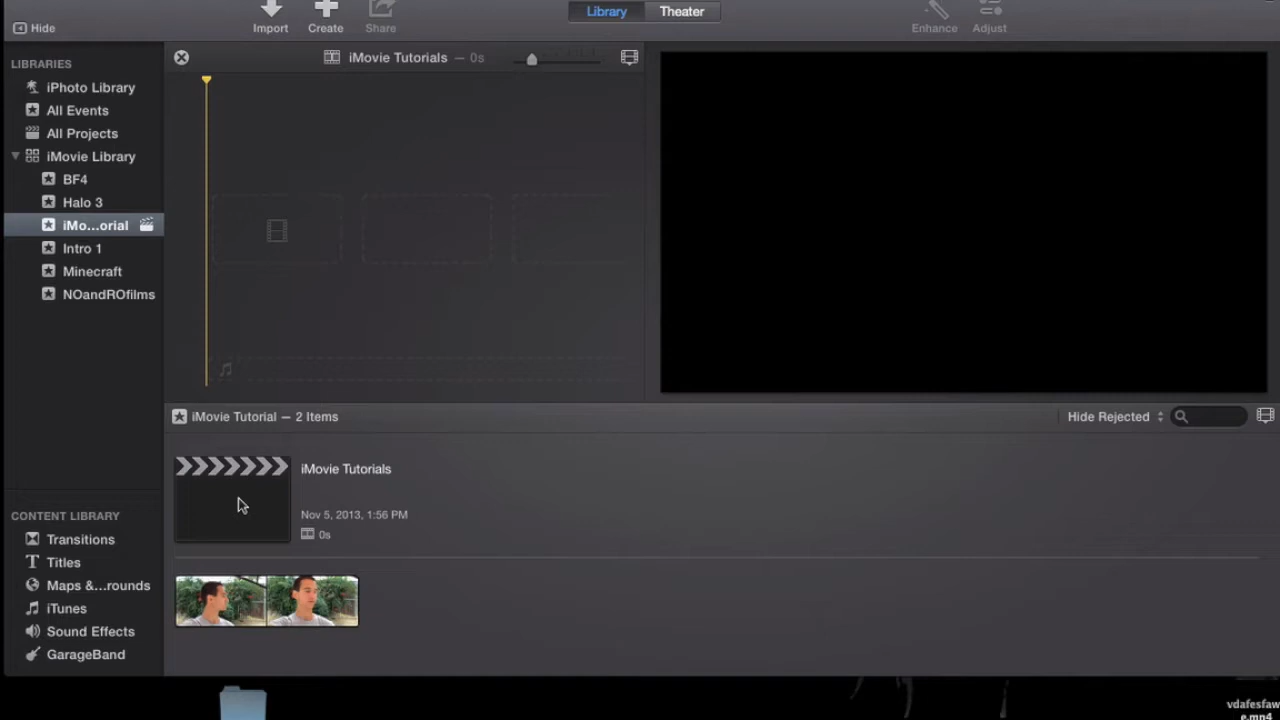 Library
Theater
Hide
Import
Create
Share
Enhance
Adjust
LIBRARIES
iPhoto Library
All Events
All Projects
iMovie Library
BF4
Halo 3
iMo...orial
Intro 1
Minecraft
NOandROfilms
iMovie Tutorials — 0s
iMovie Tutorial — 2 Items
Hide Rejected
iMovie Tutorials
Nov 5, 2013, 1:56 PM
0s
CONTENT LIBRARY
Transitions
T Titles
Maps &...rounds
iTunes
Sound Effects
GarageBand
vdafesfaw
e.mp4